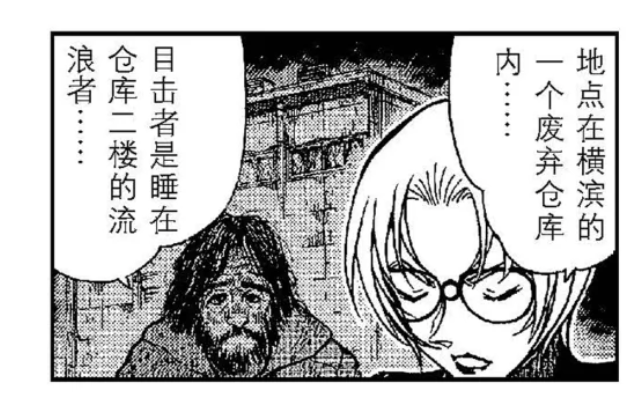 地点在横滨的
一个废弃仓库
内……
目击者是睡在
仓库二楼的流
浪者……